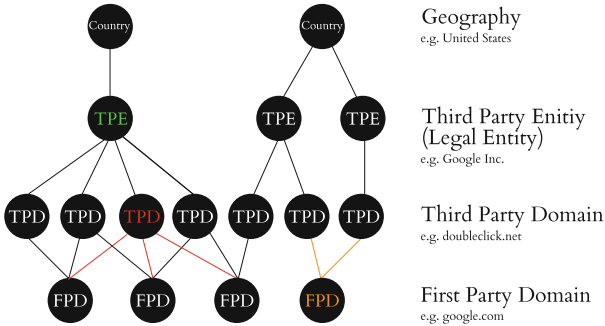 Country
Country
Geography
e.g. United States
TPE
TPE
TPE
Third Party Enitiy
(Legal Entity)
e.g. Google Inc.
TPD
TPD
TPD
TPD
TPD
TPD
TPD
Third Party Domain
e.g. doubleclick.net
FPD
FPD
FPD
FPD
First Party Domain
e.g. google.com